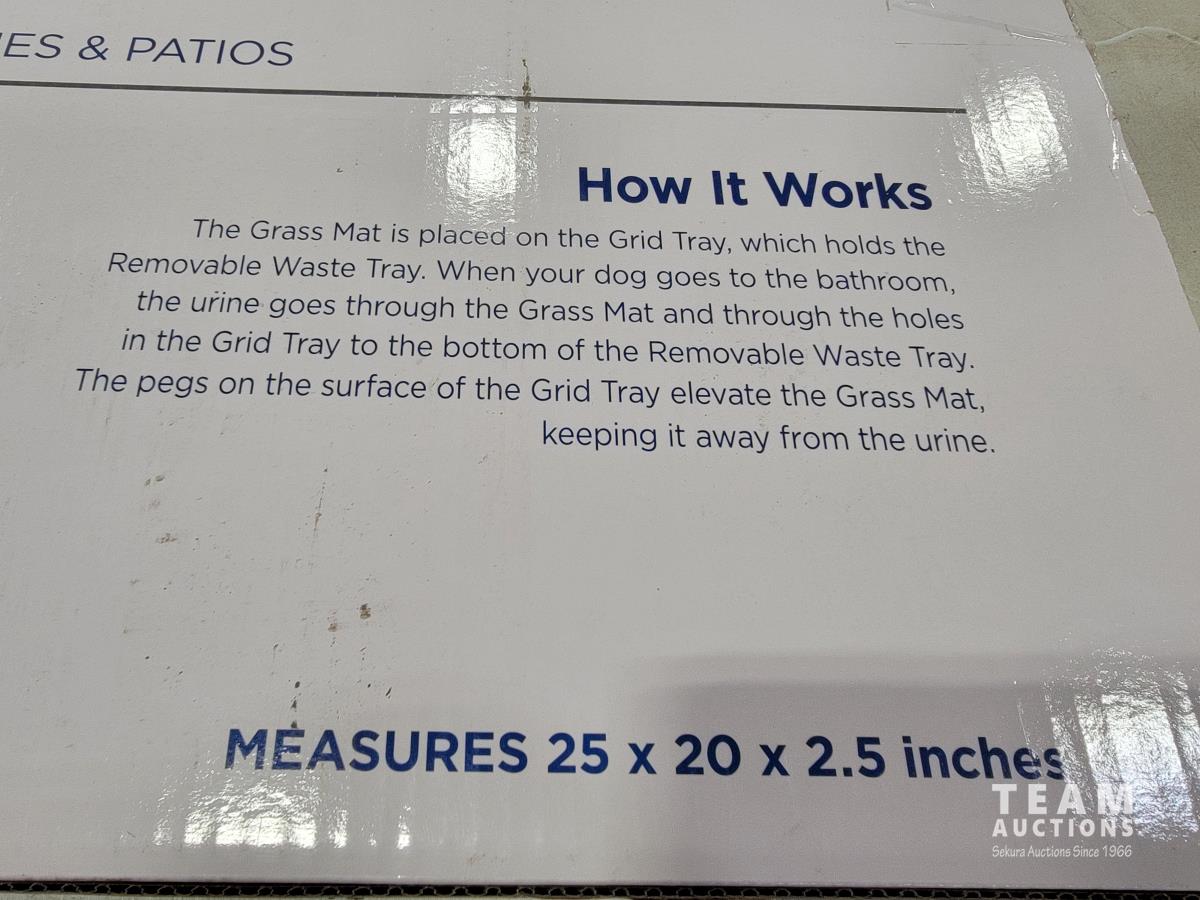 & PATIOS
How It Works
The Grass Mat is placed on the Grid Tray, which holds the
Removable Waste Tray. When your dog goes to the bathroom,
the urine goes through the Grass Mat and through the holes
in the Grid Tray to the bottom of the Removable Waste Tray.
The pegs on the surface of the Grid Tray elevate the Grass Mat,
keeping it away from the urine.
MEASURES 25 x 20 x 2.5 inches
TEAM
AUCTIONS
Sekura Auctions Since 1966